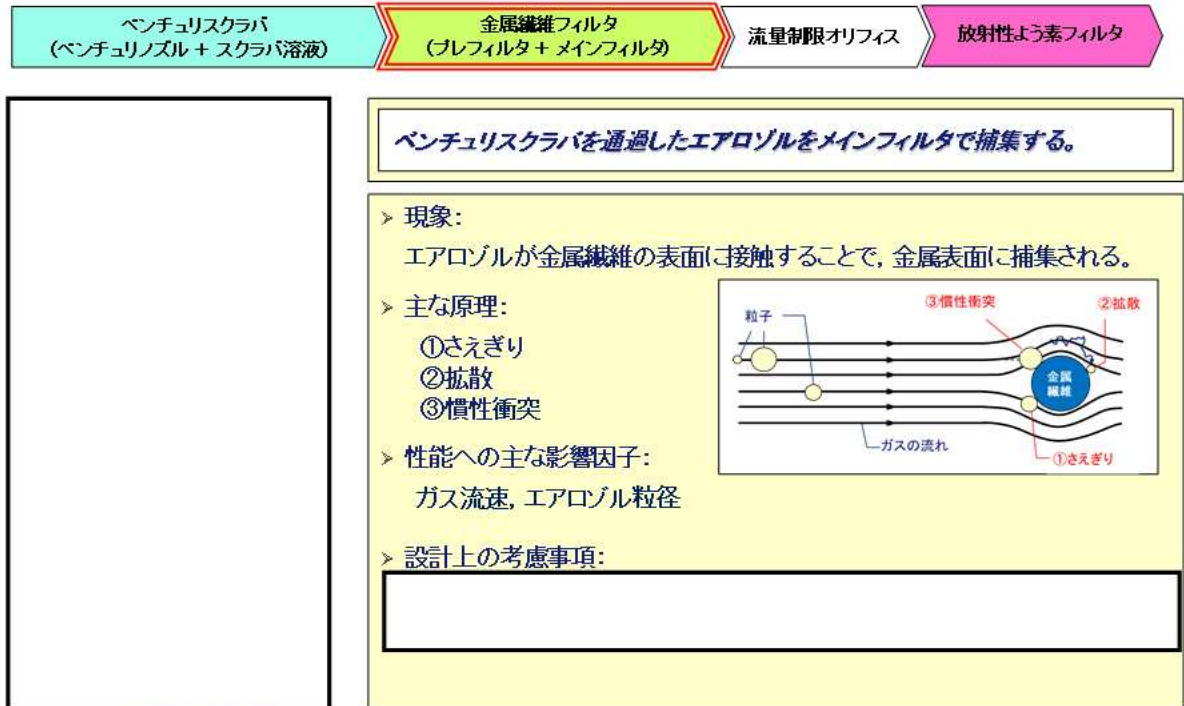 ベンチュリスクラバ
(ベンチュリノズル + スクラバ溶液)
金属繊維フィルタ
(プレフィルタ + メインフィルタ)
流量制限オリフィス
放射性よう素フィルタ
ベンチュリスクラバを通過したエアロゾルをメインフィルタで捕集する。
➢ 現象:
エアロゾルが金属繊維の表面に接触することで, 金属表面に捕集される。
➢ 主な原理:
①さえぎり
②拡散
③慣性衝突
粒子
③慣性衝突
②拡散
金属
繊維
ガスの流れ
①さえぎり
➢ 性能への主な影響因子:
ガス流速, エアロゾル粒径
➢ 設計上の考慮事項: